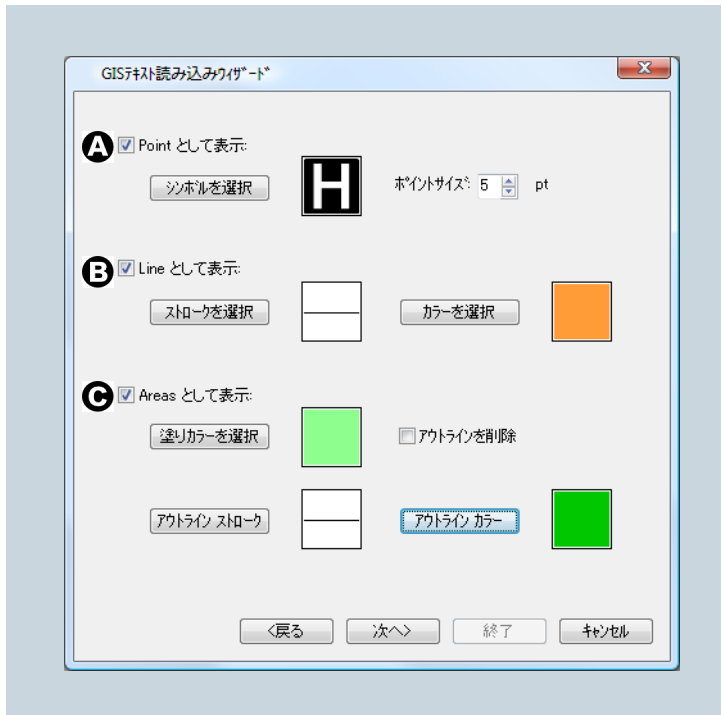 GISテキスト読み込みウィザード
A Point として表示:
シンボルを選択 H ポイントサイズ: 5 pt
B Line として表示:
ストロークを選択 カラーを選択
C Areas として表示:
塗りカラーを選択 アウトラインを削除
アウトライン ストローク アウトライン カラー
<戻る 次へ> 終了 キャンセル